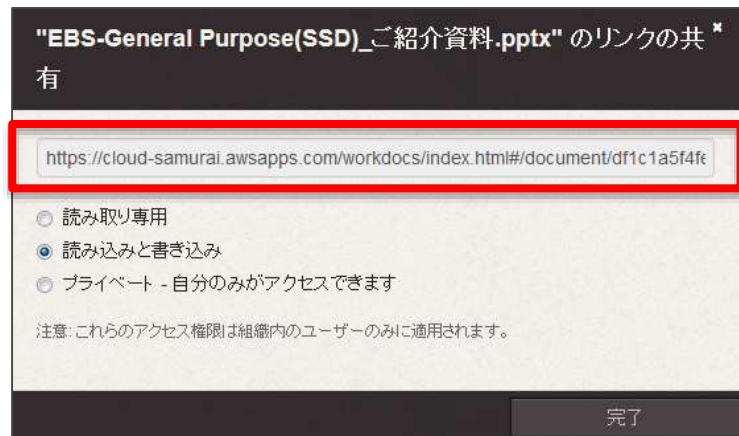 "EBS-General Purpose(SSD)_ご紹介資料.pptx" のリンクの共
有
https://cloud-samurai.awsapps.com/workdocs/index.html#/document/df1c1a5f4fe
読み取り専用
読み込みと書き込み
プライベート - 自分のみがアクセスできます
注意: これらのアクセス権限は組織内のユーザーのみに適用されます。
完了